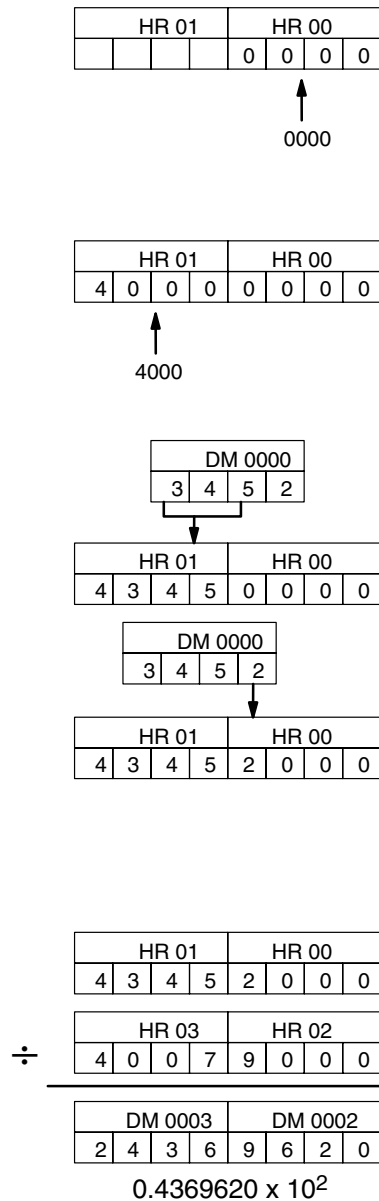 HR 01 HR 00
0 0 0 0
0000
HR 01 HR 00
4 0 0 0 0 0 0 0
4000
DM 0000
3 4 5 2
HR 01 HR 00
4 3 4 5 0 0 0 0
DM 0000
3 4 5 2
HR 01 HR 00
4 3 4 5 2 0 0 0
HR 01 HR 00
4 3 4 5 2 0 0 0
HR 03 HR 02
÷ 4 0 0 7 9 0 0 0
DM 0003 DM 0002
2 4 3 6 9 6 2 0
0.4369620 x 10²